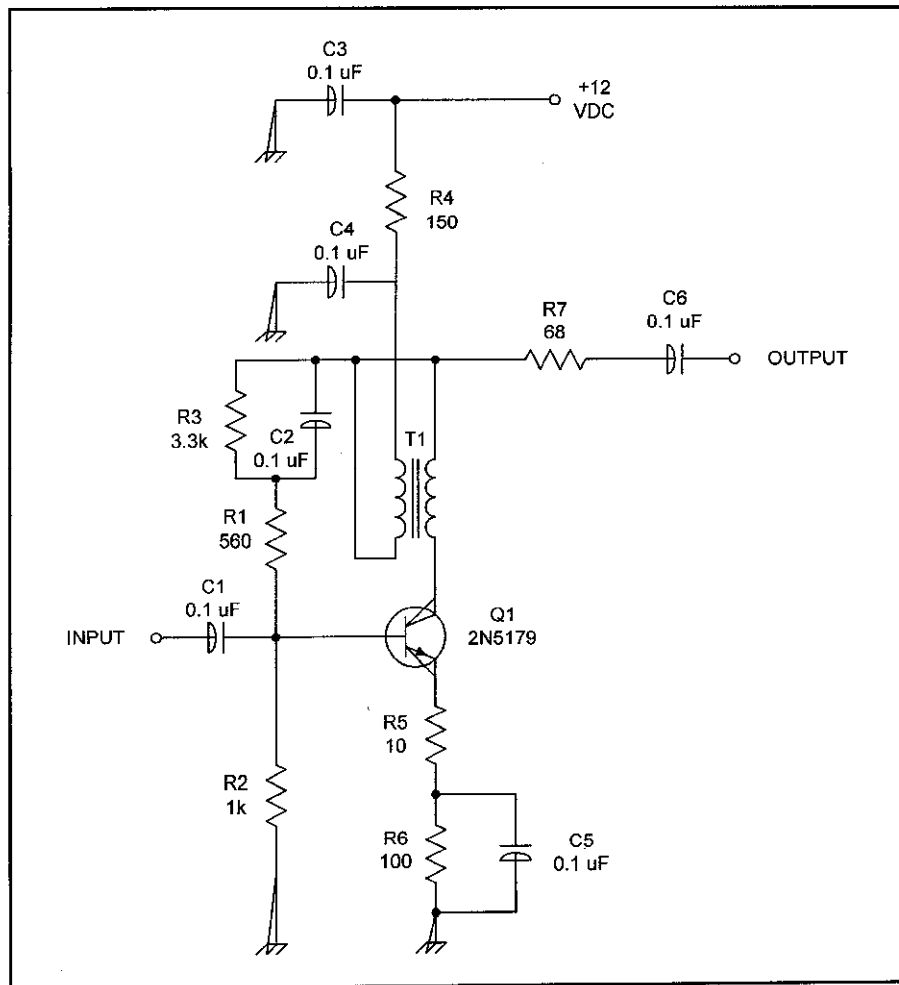 C3
0.1 uF
+12
VDC
R4
150
C4
0.1 uF
R7
68
C6
0.1 uF
OUTPUT
R3
3.3k
C2
0.1 uF
T1
R1
560
C1
0.1 uF
INPUT
Q1
2N5179
R5
10
R2
1k
R6
100
C5
0.1 uF